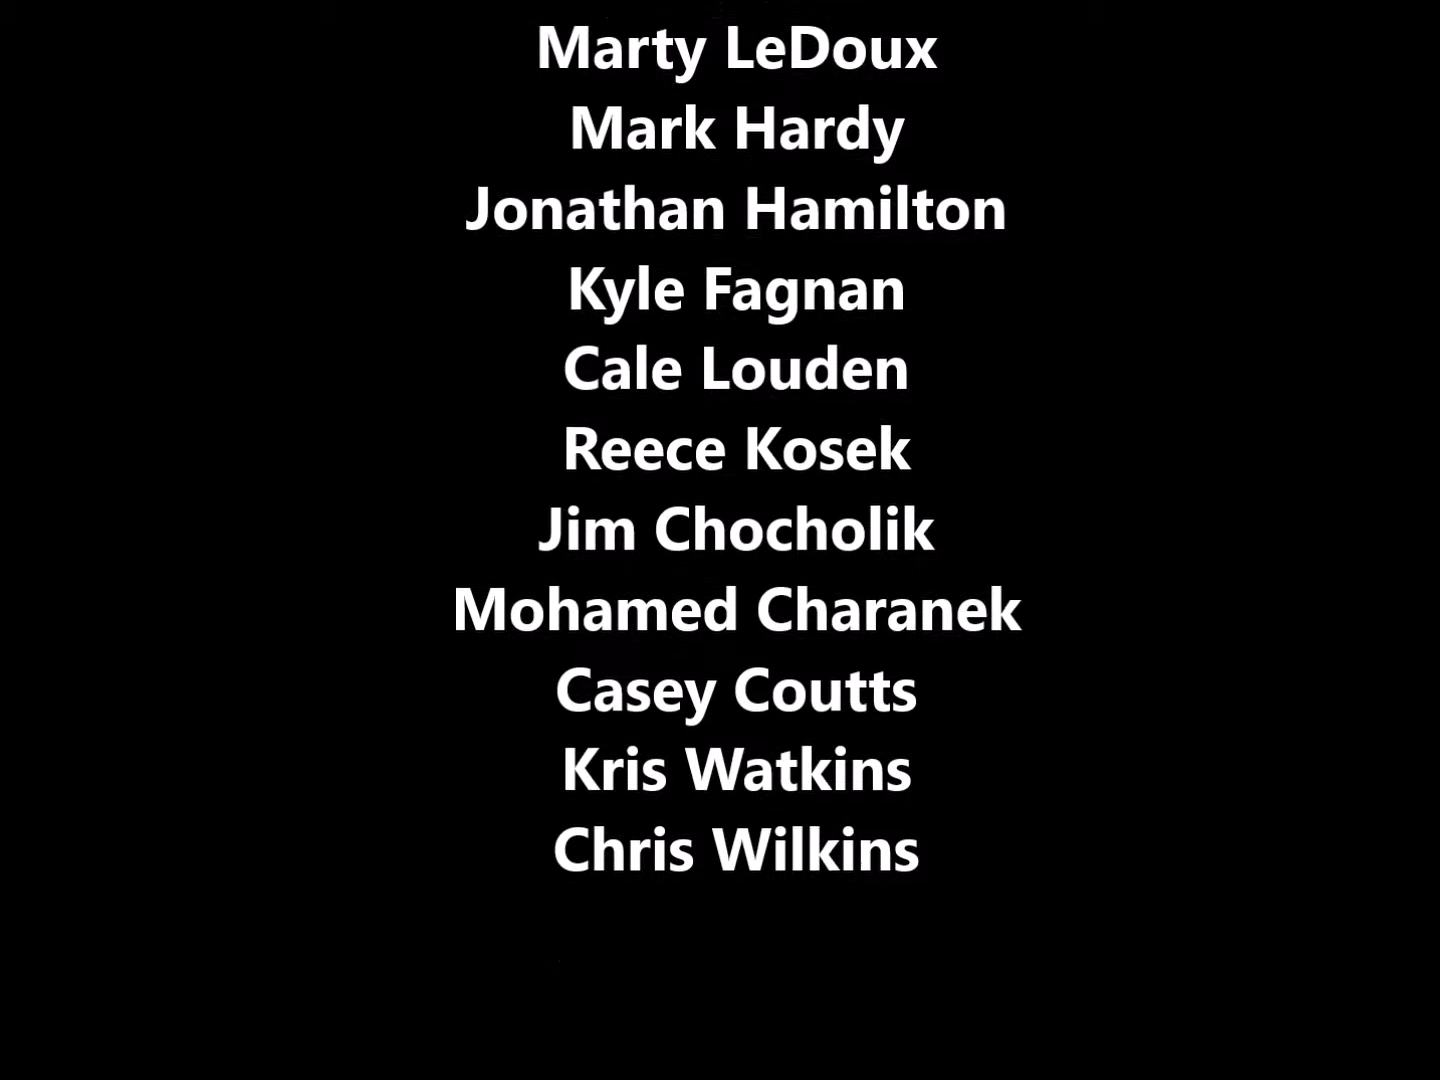 Marty LeDoux
Mark Hardy
Jonathan Hamilton
Kyle Fagnan
Cale Louden
Reece Kosek
Jim Chocholik
Mohamed Charanek
Casey Coutts
Kris Watkins
Chris Wilkins